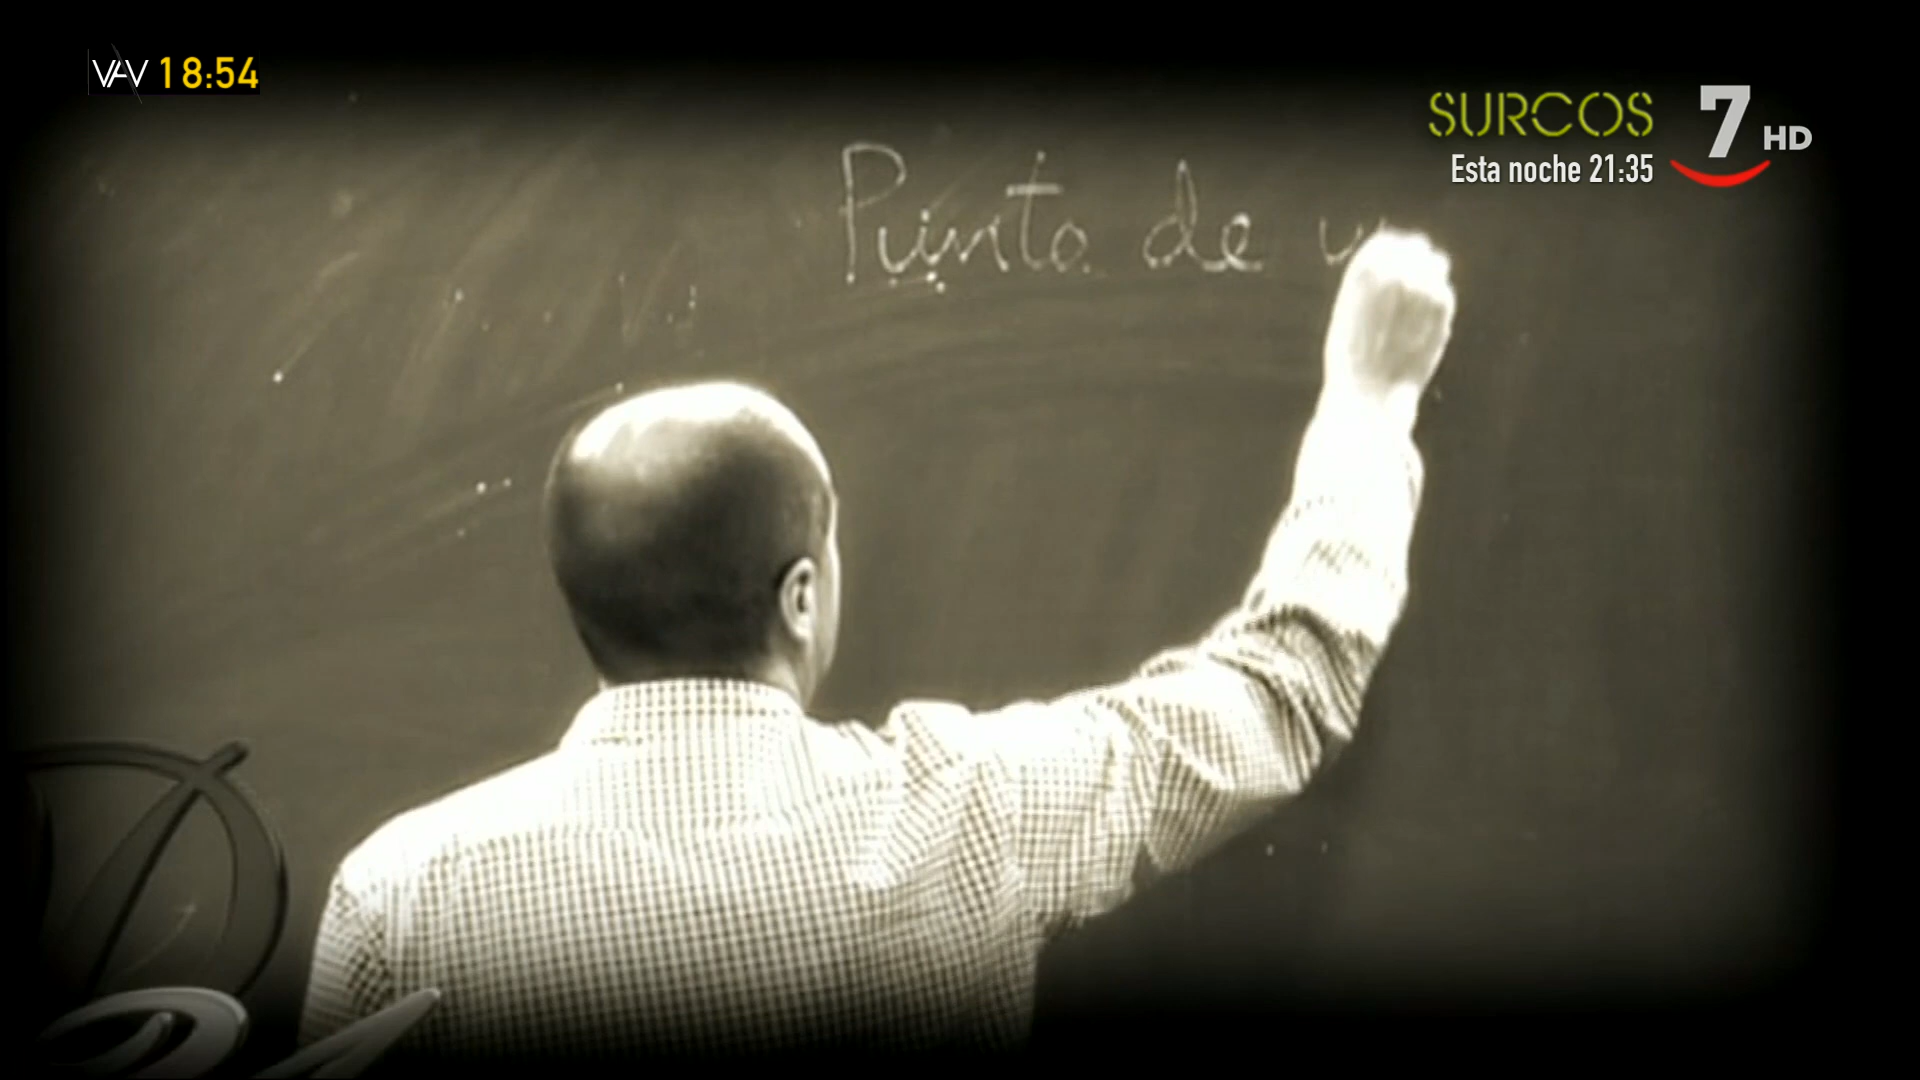 VAV 18:54
SURCOS 7 HD
Esta noche 21:35
Punto de v